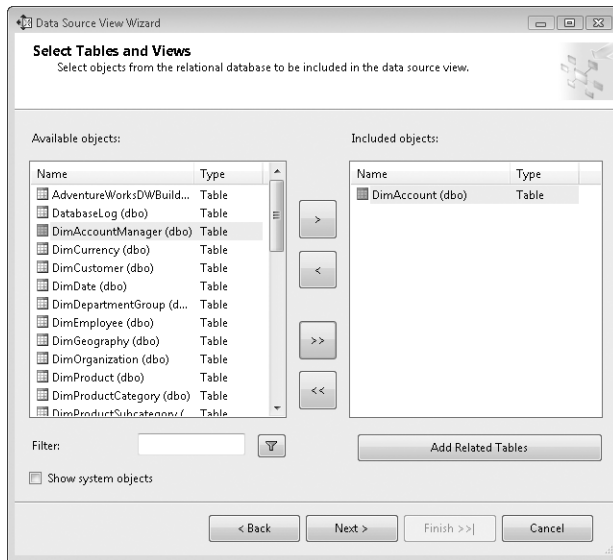 Data Source View Wizard
Select Tables and Views
Select objects from the relational database to be included in the data source view.
Available objects:
Name Type
AdventureWorksDWBuild... Table
DatabaseLog (dbo) Table
DimAccountManager (dbo) Table
DimCurrency (dbo) Table
DimCustomer (dbo) Table
DimDate (dbo) Table
DimDepartmentGroup (d... Table
DimEmployee (dbo) Table
DimGeography (dbo) Table
DimOrganization (dbo) Table
DimProduct (dbo) Table
DimProductCategory (dbo) Table
DimProductSubcategory ( Table
>
<
>>
<<
Included objects:
Name Type
DimAccount (dbo) Table
Filter:
Add Related Tables
Show system objects
< Back Next > Finish >>| Cancel